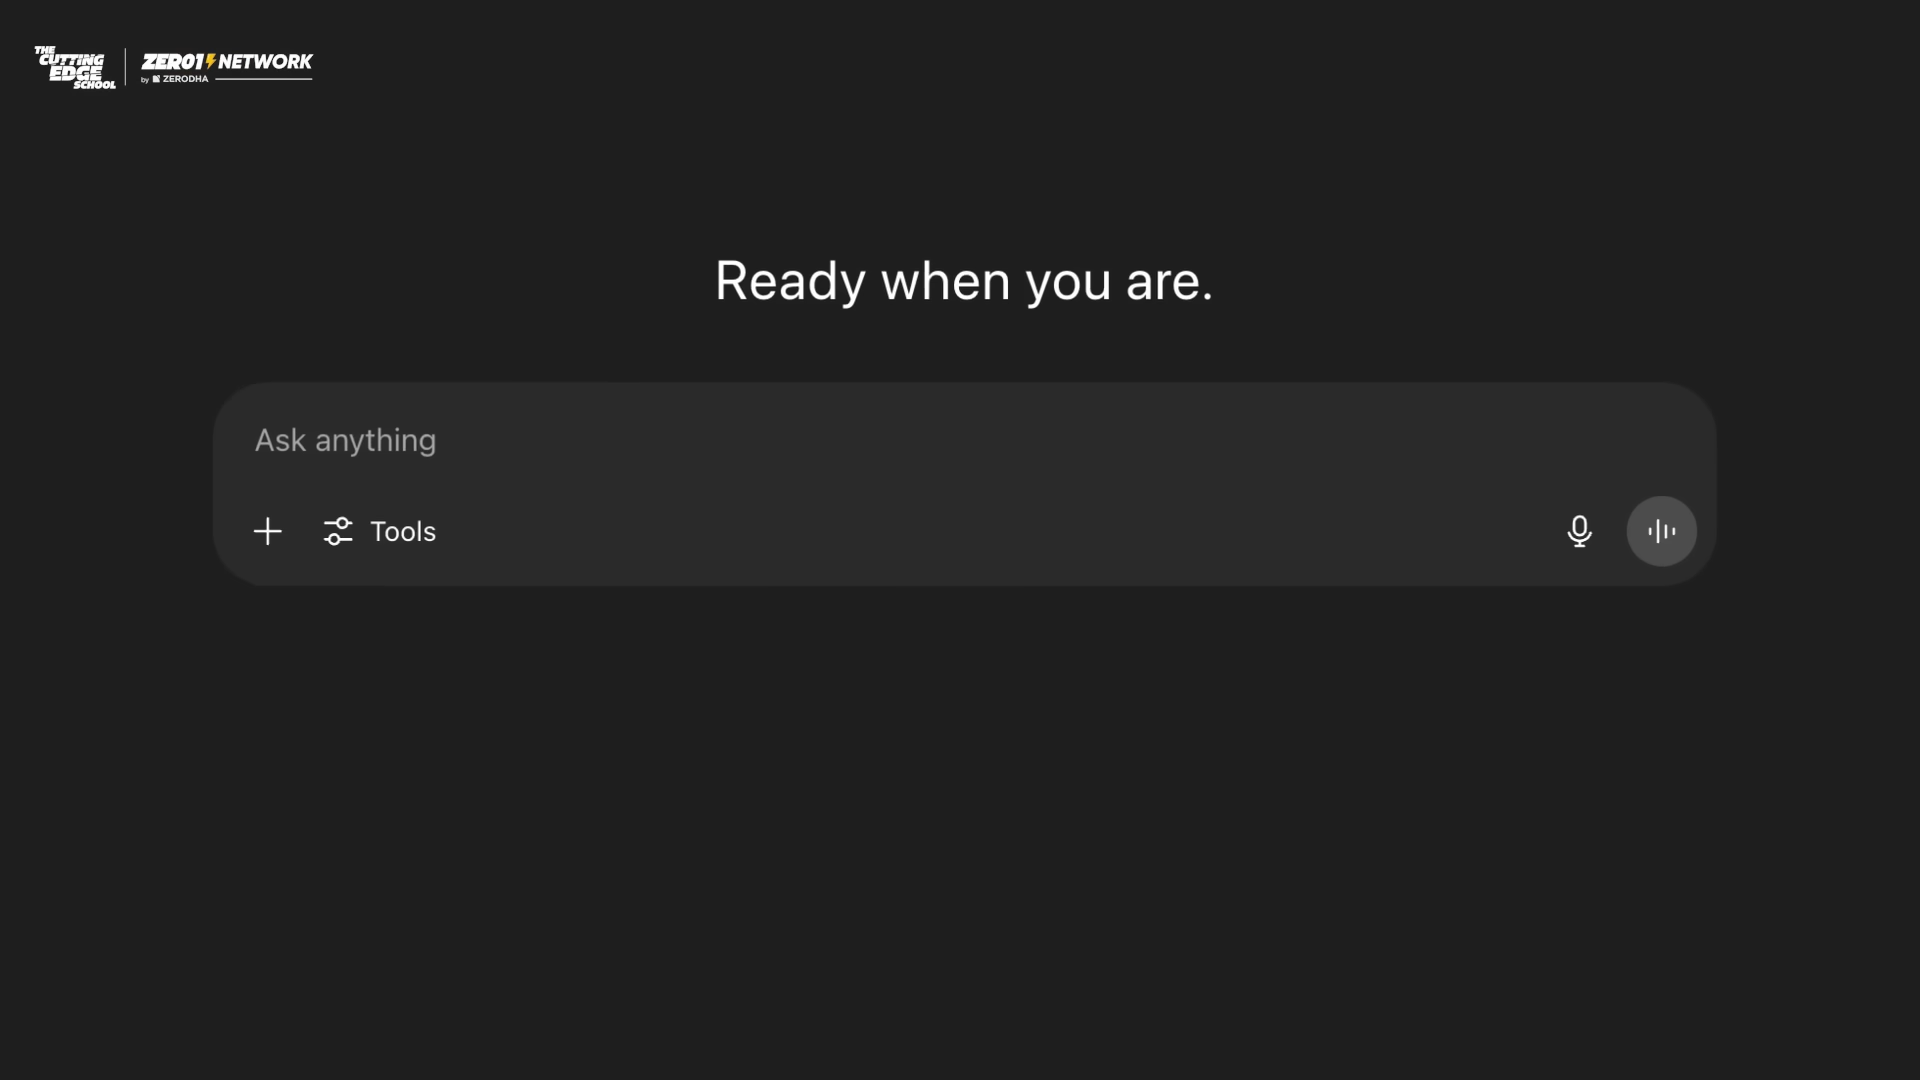 THE
CUTTING
EDGE
SCHOOL
ZERO1 NETWORK
by ZERODHA
Ready when you are.
Ask anything
Tools